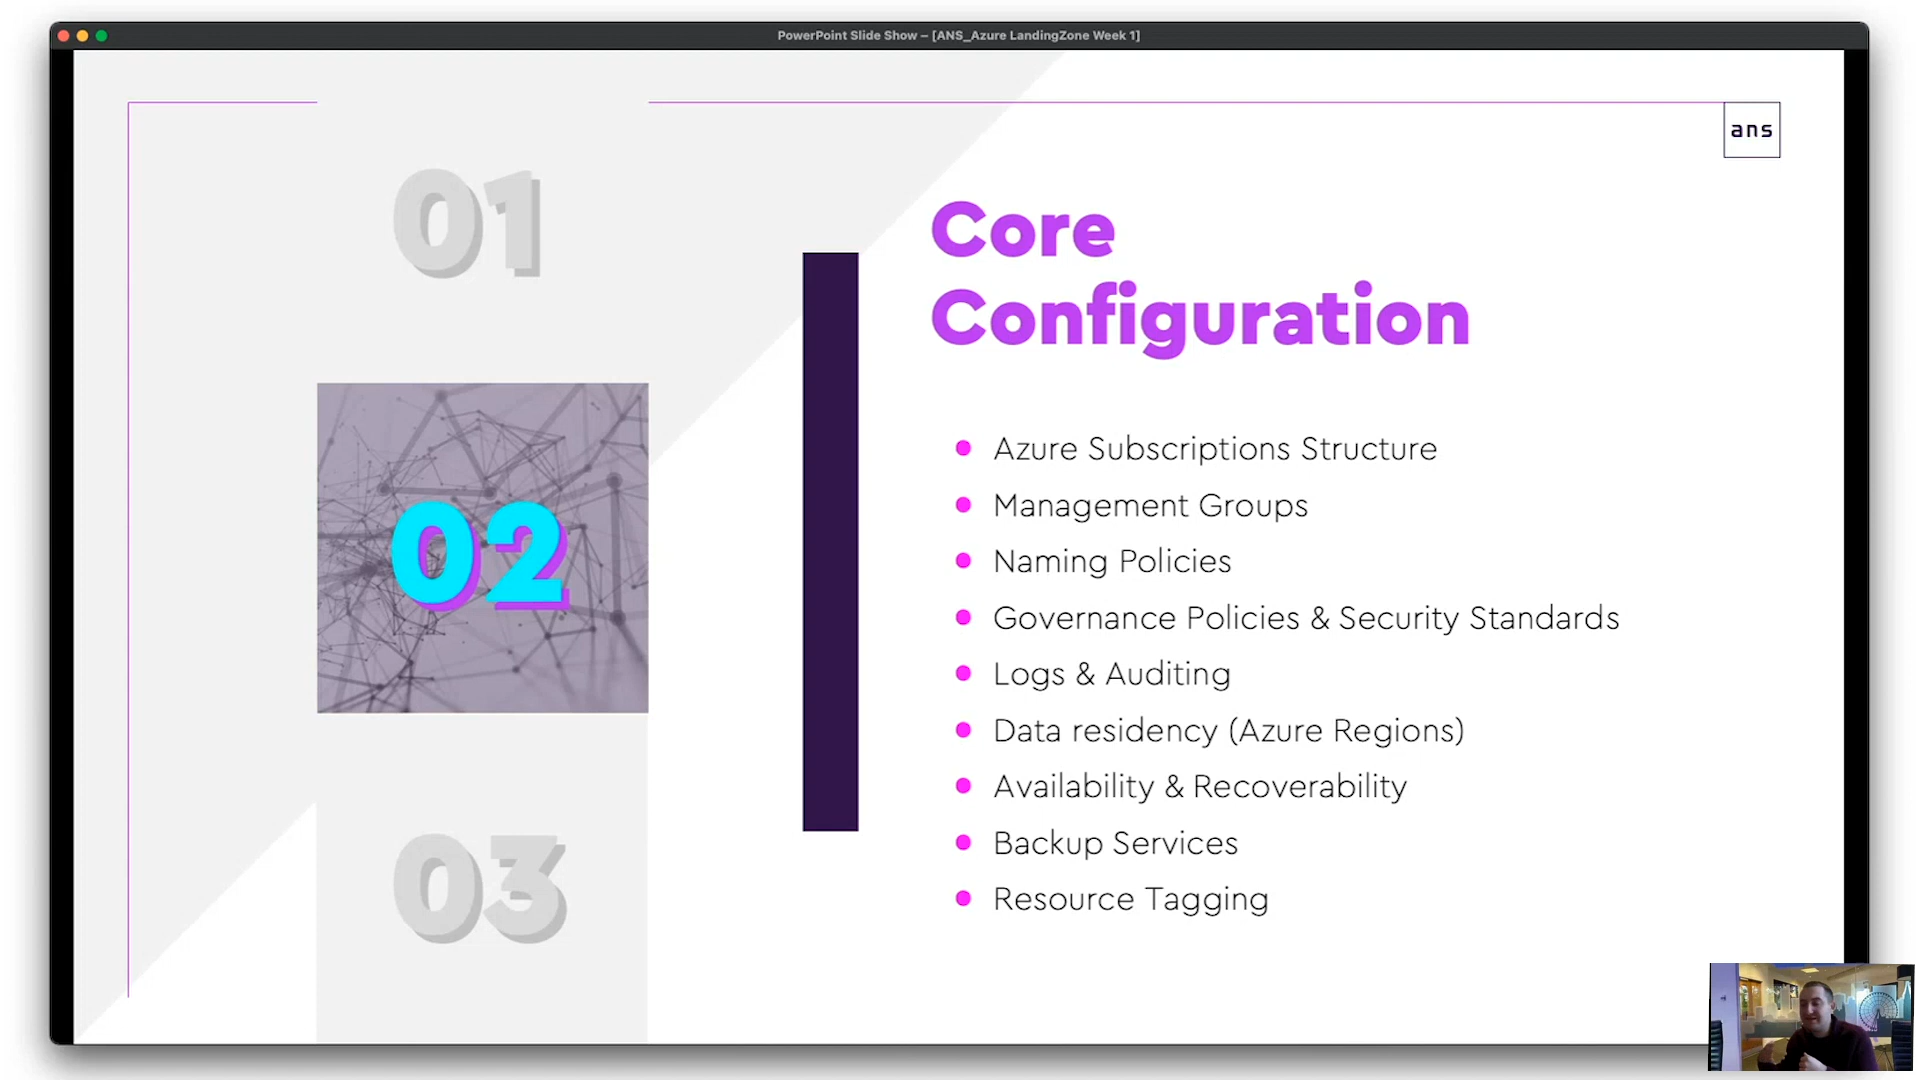 PowerPoint Slide Show – [ANS_Azure LandingZone Week 1]
ans
01
02
03
Core
Configuration
Azure Subscriptions Structure
Management Groups
Naming Policies
Governance Policies & Security Standards
Logs & Auditing
Data residency (Azure Regions)
Availability & Recoverability
Backup Services
Resource Tagging